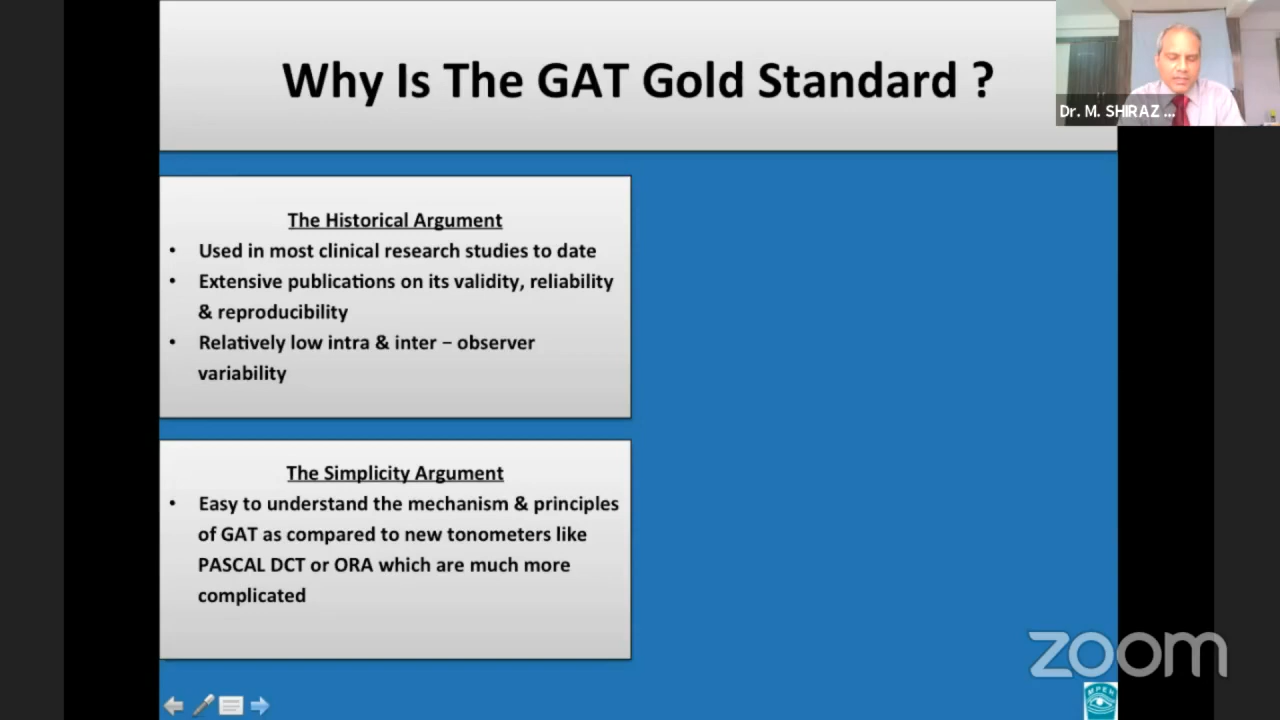 Why Is The GAT Gold Standard ?
Dr. M. SHIRAZ ...
The Historical Argument
• Used in most clinical research studies to date
• Extensive publications on its validity, reliability
& reproducibility
• Relatively low intra & inter – observer
variability
The Simplicity Argument
• Easy to understand the mechanism & principles
of GAT as compared to new tonometers like
PASCAL DCT or ORA which are much more
complicated
zoom
MPEH